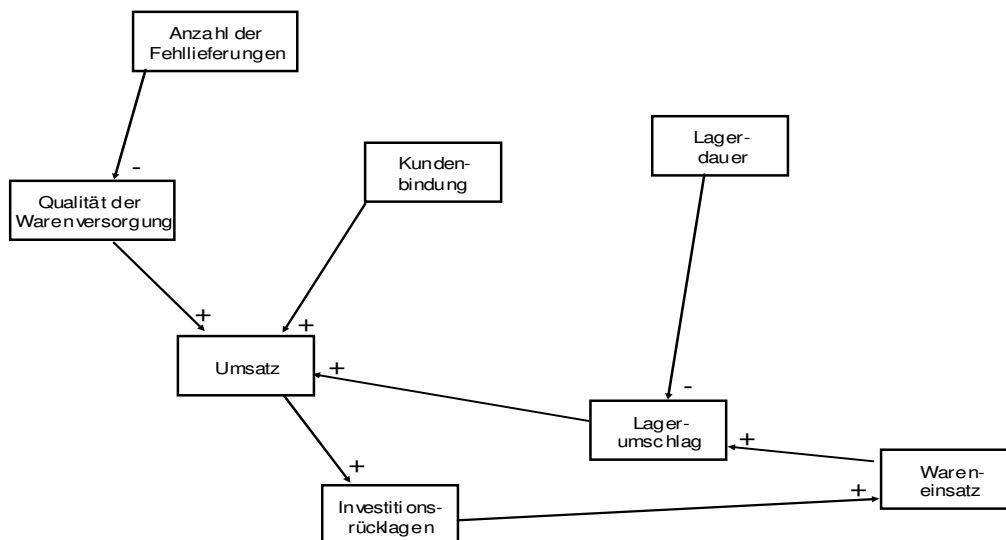 Anzahl der
Fehllieferungen
Kunden-
bindung
Lager-
dauer
-
Qualität der
Warenversorgung
+
+
Umsatz
+
-
Lager-
umschlag
+
Waren-
einsatz
+
Investitions-
rücklagen
+